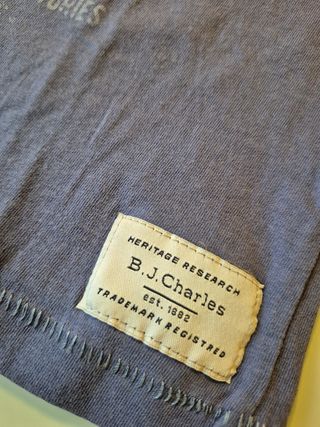 HERITAGE RESEARCH
B.J.Charles
est. 1882
TRADEMARK REGISTRED